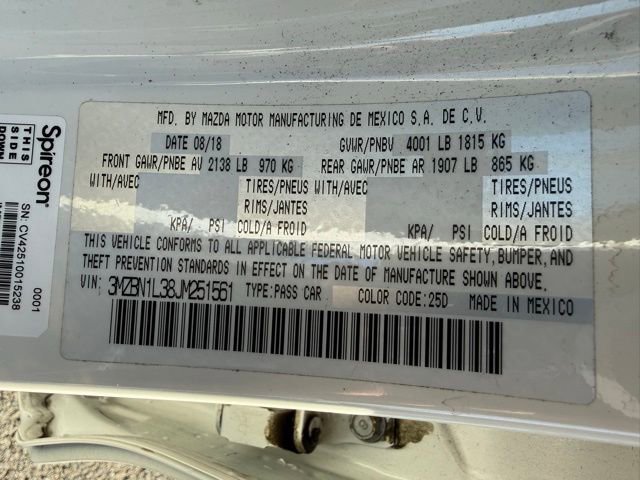 MFD. BY MAZDA MOTOR MANUFACTURING DE MEXICO S.A. DE C.V.
DATE 08/18 GVWR/PNBV 4001 LB 1815 KG
FRONT GAWR/PNBE AV 2138 LB 970 KG REAR GAWR/PNBE AR 1907 LB 865 KG
WITH/AVEC TIRES/PNEUS WITH/AVEC TIRES/PNEUS
RIMS/JANTES RIMS/JANTES
KPA/ PSI COLD/A FROID KPA/ PSI COLD/A FROID
THIS VEHICLE CONFORMS TO ALL APPLICABLE FEDERAL MOTOR VEHICLE SAFETY, BUMPER, AND
THEFT PREVENTION STANDARDS IN EFFECT ON THE DATE OF MANUFACTURE SHOWN ABOVE.
VIN: 3MZBN1L38JM251561 TYPE:PASS CAR COLOR CODE:25D MADE IN MEXICO
Spireon
THIS
SIDE
DOWN
SN: CV42510015238
0001